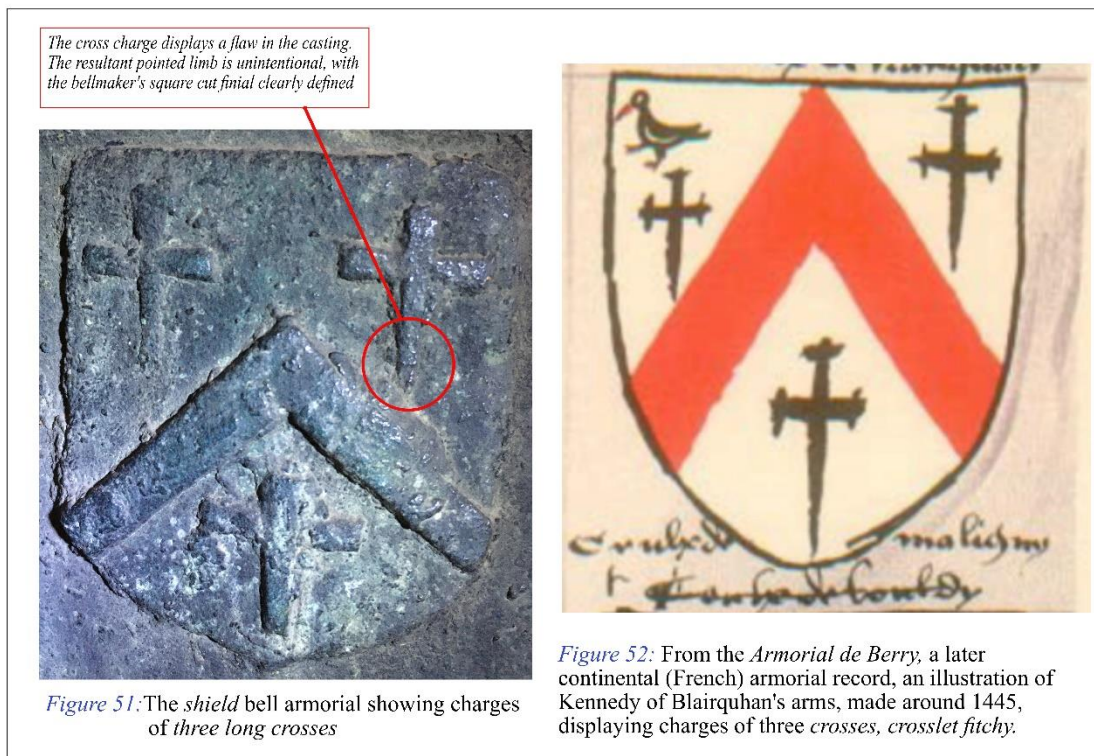 The cross charge displays a flaw in the casting.
The resultant pointed limb is unintentional, with
the bellmaker's square cut finial clearly defined
Figure 51:The shield bell armorial showing charges
of three long crosses
Figure 52: From the Armorial de Berry, a later
continental (French) armorial record, an illustration of
Kennedy of Blairquhan's arms, made around 1445,
displaying charges of three crosses, crosslet fitchy.